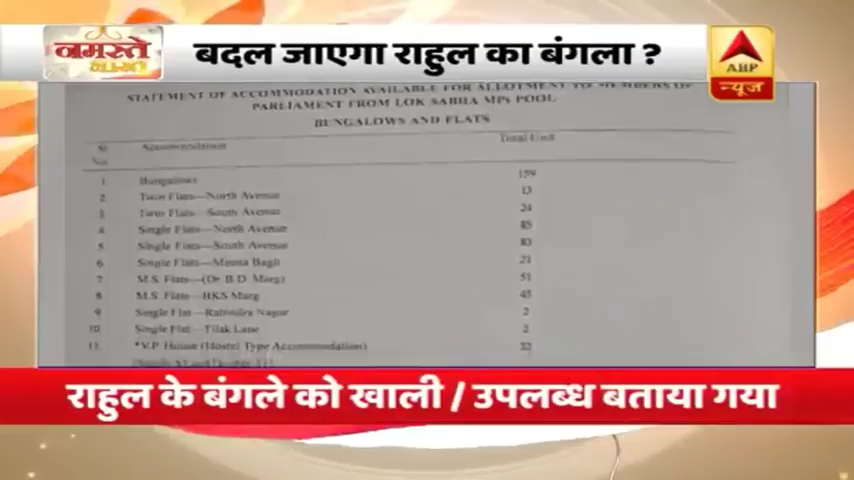 नमस्ते
भारत
बदल जाएगा राहुल का बंगला ?
ABP
न्यूज़
STATEMENT OF ACCOMMODATION AVAILABLE FOR ALLOTMENT TO MEMBERS OF
PARLIAMENT FROM LOK SABHA MPs POOL
BUNGALOWS AND FLATS
Sl. No. Accommodation Total Unit
1 Bungalows 159
2 Twin Flats—North Avenue 13
3 Twin Flats—South Avenue 24
4 Single Flats—North Avenue 85
5 Single Flats—South Avenue 83
6 Single Flats—Meena Bagh 21
7 M.S. Flats—(Dr. B.D. Marg) 51
8 M.S. Flats—BKS Marg 45
9 Single Flat—Rabindra Nagar 2
10 Single Flat—Tilak Lane 2
11 *V.P. House (Hostel Type Accommodation) 32
राहुल के बंगले को खाली / उपलब्ध बताया गया